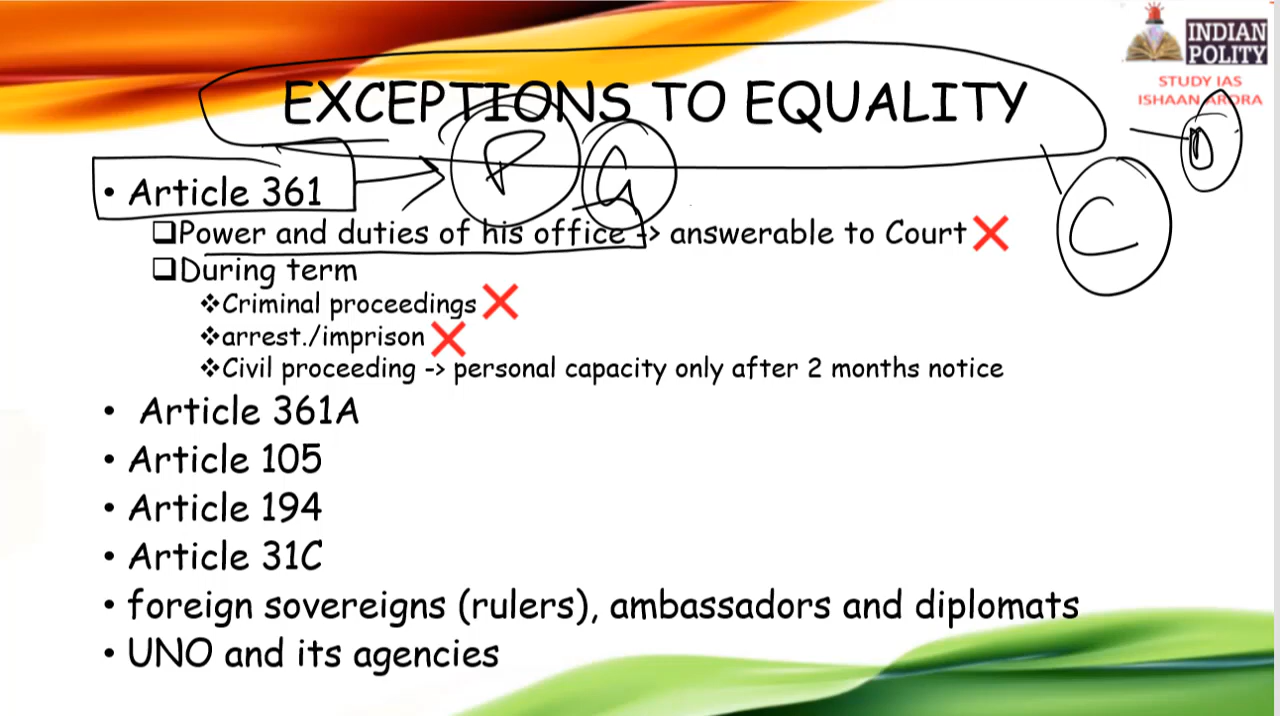 INDIAN
POLITY
STUDY IAS
ISHAAN ARORA
EXCEPTIONS TO EQUALITY
D
P G
C
• Article 361
❑Power and duties of his office -> answerable to Court ❌
❑During term
❖Criminal proceedings ❌
❖arrest./imprison ❌
❖Civil proceeding -> personal capacity only after 2 months notice
• Article 361A
• Article 105
• Article 194
• Article 31C
• foreign sovereigns (rulers), ambassadors and diplomats
• UNO and its agencies